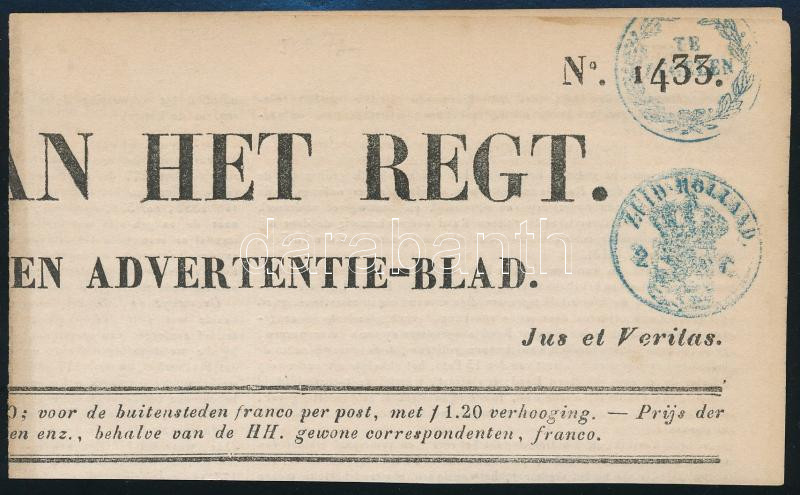 TE
Nº. 1433.
AN HET REGT.
ZUID-HOLLAND
2 C
EN ADVERTENTIE-BLAD.
darabanth
Jus et Veritas.
0; voor de buitensteden franco per post, met ƒ 1.20 verhooging. — Prijs der
en enz., behalve van de HH. gewone correspondenten, franco.